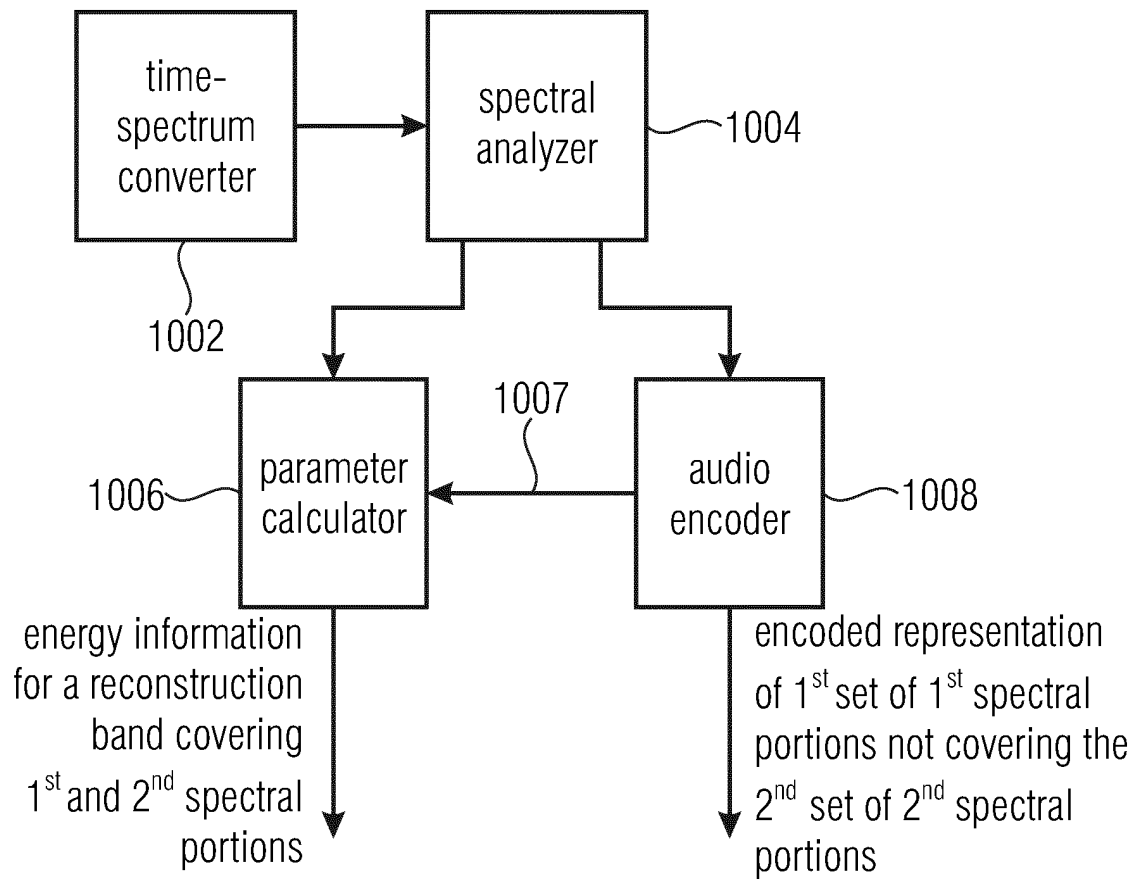 time-
spectrum
converter
spectral
analyzer
1004
1002
1007
parameter
calculator
1006
audio
encoder
1008
energy information
for a reconstruction
band covering
1st and 2nd spectral
portions
encoded representation
of 1st set of 1st spectral
portions not covering the
2nd set of 2nd spectral
portions